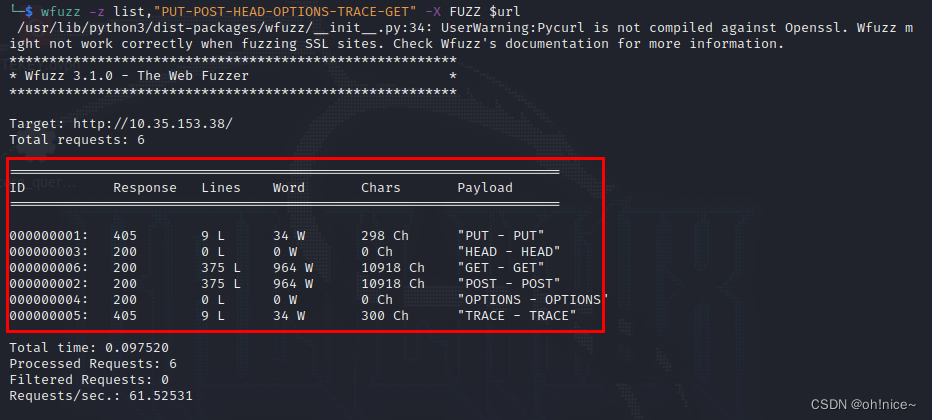 └─$ wfuzz -z list,"PUT-POST-HEAD-OPTIONS-TRACE-GET" -X FUZZ $url
/usr/lib/python3/dist-packages/wfuzz/__init__.py:34: UserWarning:Pycurl is not compiled against Openssl. Wfuzz m
ight not work correctly when fuzzing SSL sites. Check Wfuzz's documentation for more information.
********************************************************
* Wfuzz 3.1.0 - The Web Fuzzer                         *
********************************************************
Target: http://10.35.153.38/
Total requests: 6
=====================================================================
ID           Response   Lines    Word       Chars       Payload
=====================================================================
000000001:   405        9 L      34 W       298 Ch      "PUT - PUT"
000000003:   200        0 L      0 W        0 Ch        "HEAD - HEAD"
000000006:   200        375 L    964 W      10918 Ch    "GET - GET"
000000002:   200        375 L    964 W      10918 Ch    "POST - POST"
000000004:   200        0 L      0 W        0 Ch        "OPTIONS - OPTIONS"
000000005:   405        9 L      34 W       300 Ch      "TRACE - TRACE"
Total time: 0.097520
Processed Requests: 6
Filtered Requests: 0
Requests/sec.: 61.52531
CSDN @oh!nice~